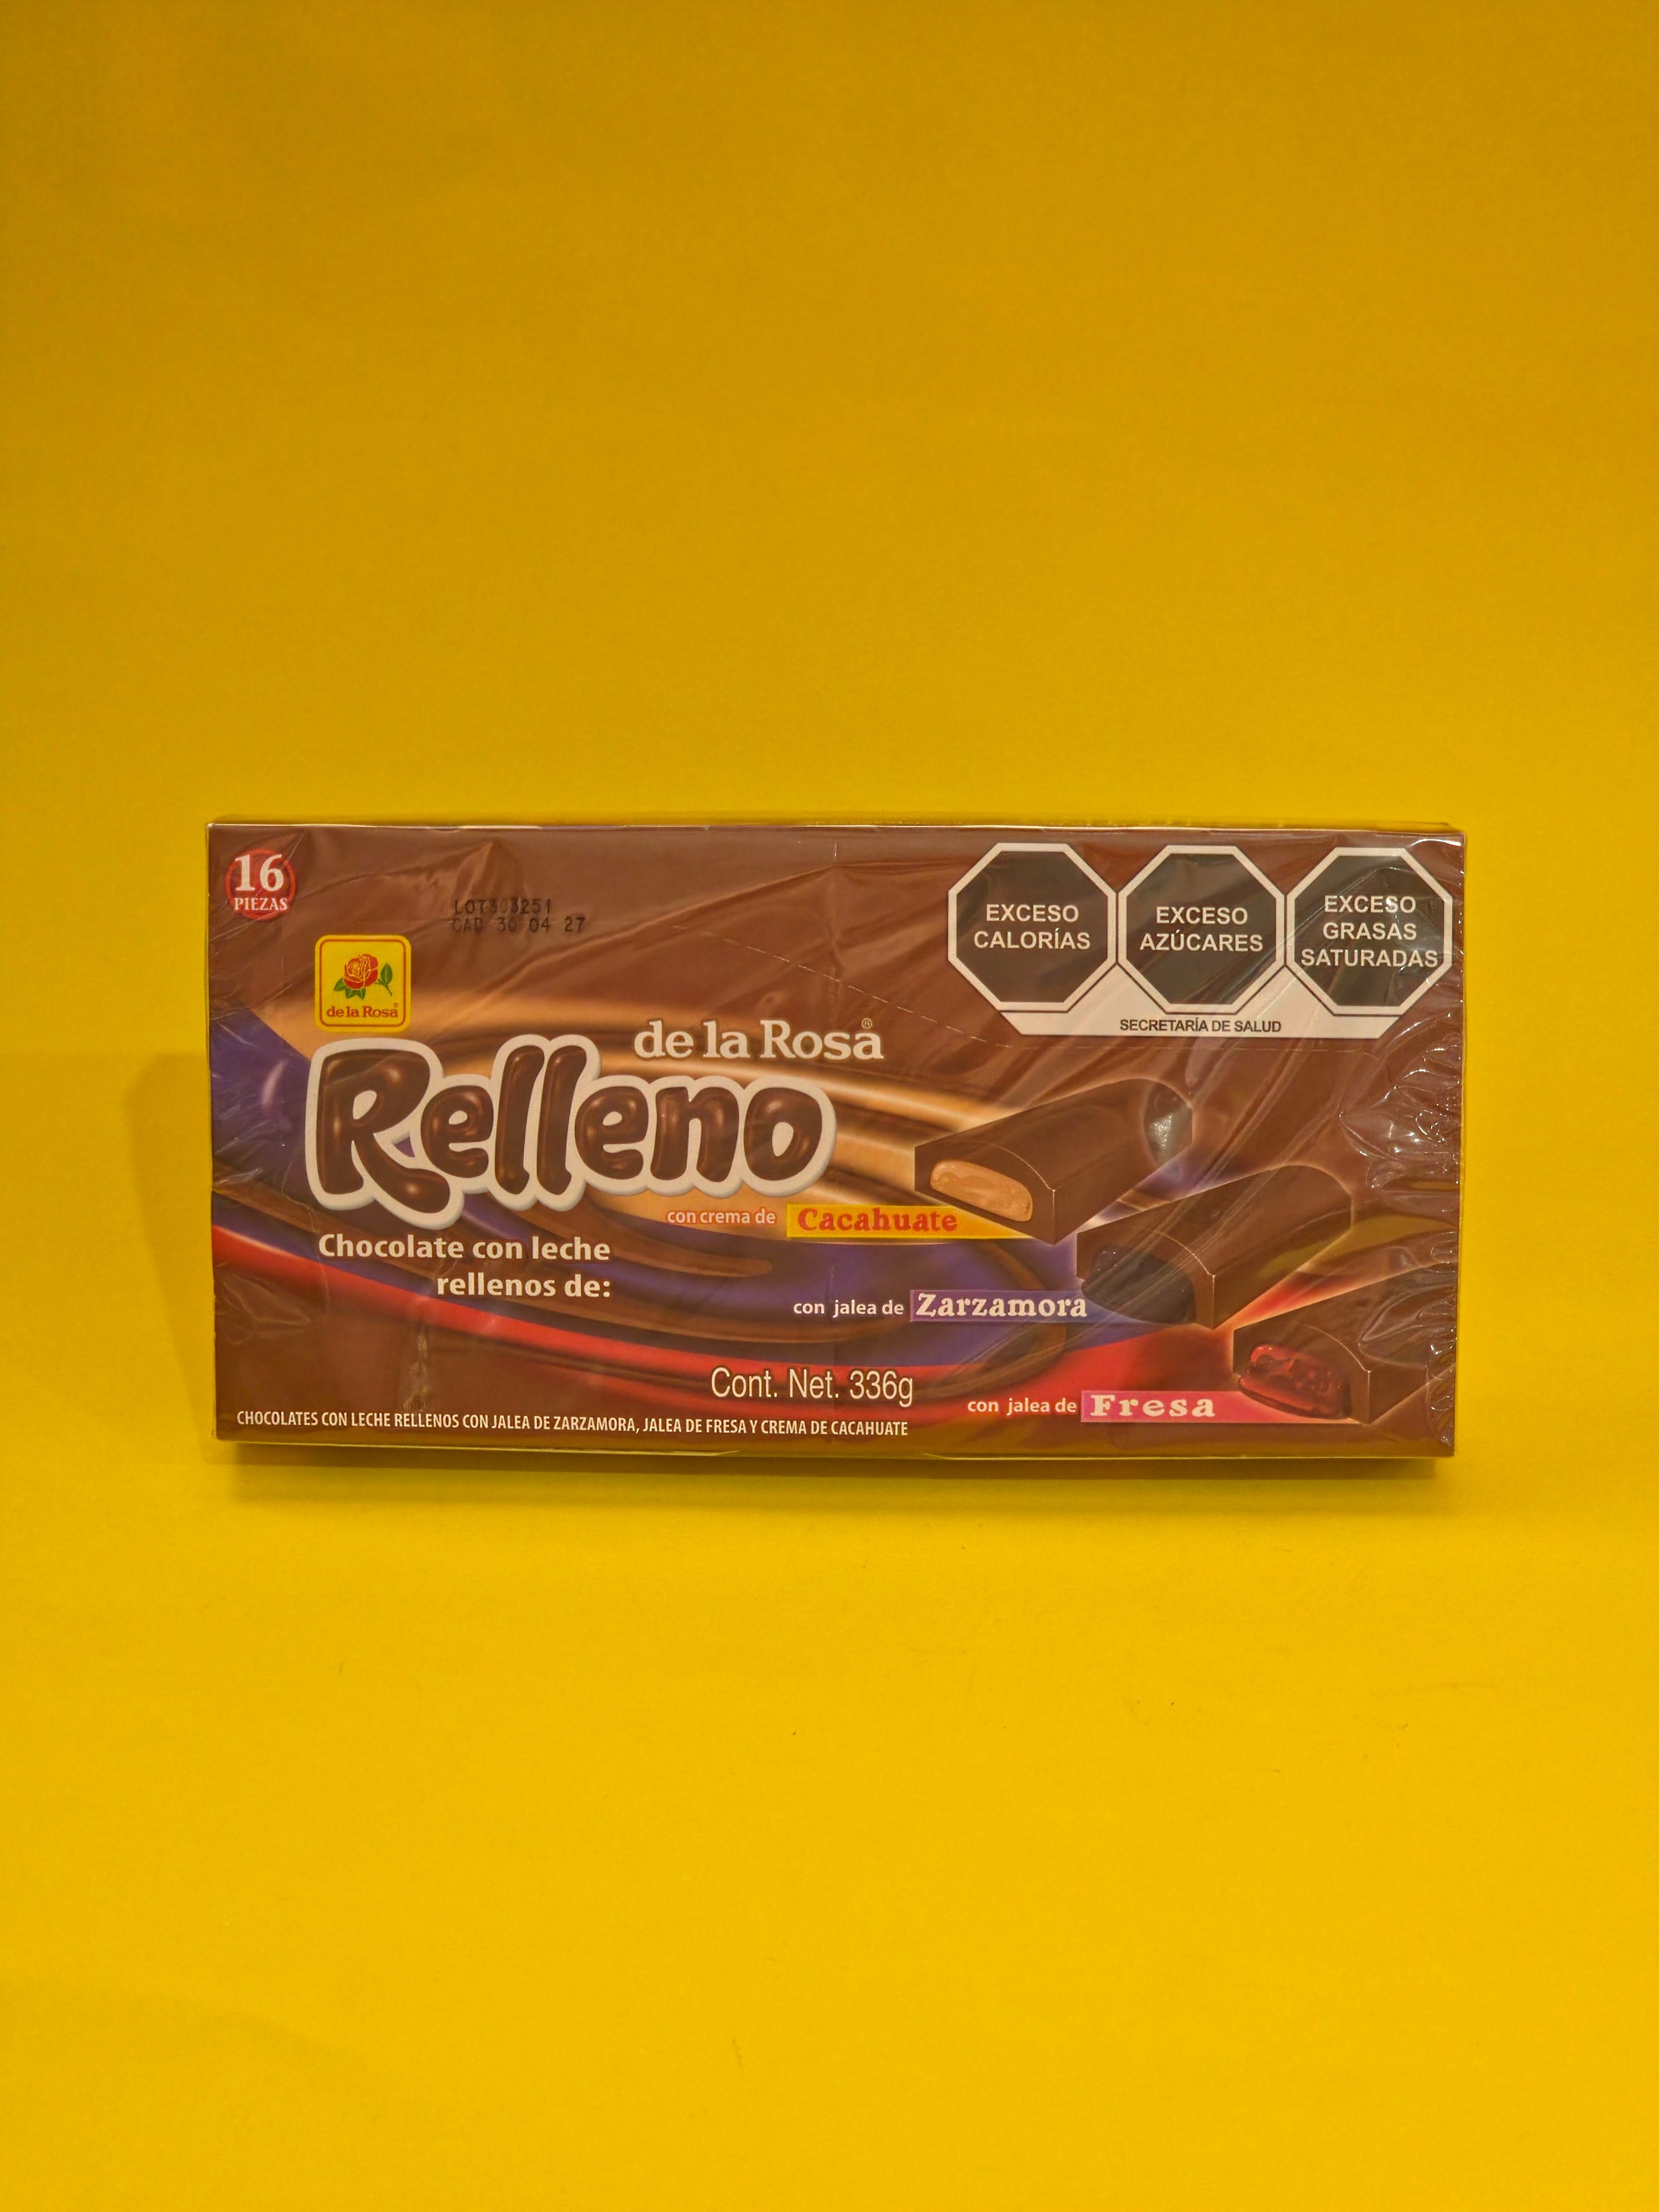 16
PIEZAS
CAD 30 04 27
EXCESO
CALORÍAS
EXCESO
AZÚCARES
EXCESO
GRASAS
SATURADAS
SECRETARÍA DE SALUD
de la Rosa®
de la Rosa®
Relleno
con crema de Cacahuate
Chocolate con leche
rellenos de:
con jalea de Zarzamora
Cont. Net. 336g
con jalea de Fresa
CHOCOLATES CON LECHE RELLENOS CON JALEA DE ZARZAMORA, JALEA DE FRESA Y CREMA DE CACAHUATE